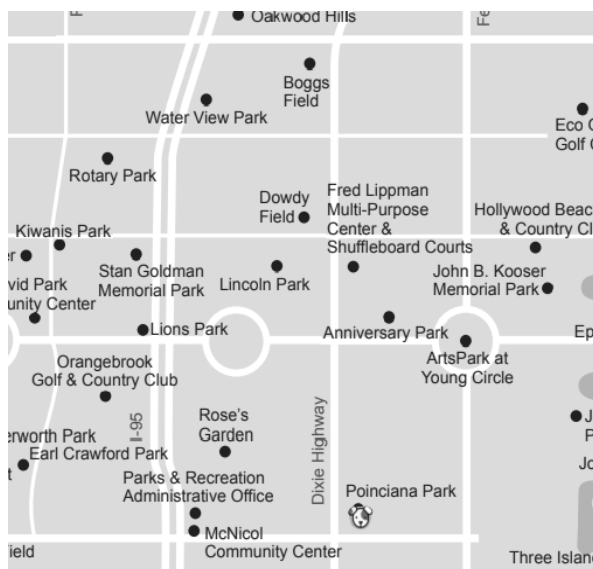 Oakwood Hills
Boggs
Field
Water View Park
Eco
Golf
Rotary Park
Fred Lippman
Multi-Purpose
Center &
Shuffleboard Courts
Dowdy
Field
Hollywood Beac
& Country Cl
Kiwanis Park
Stan Goldman
Memorial Park
Lincoln Park
John B. Kooser
Memorial Park
vid Park
unity Center
Lions Park
Anniversary Park
Ep
ArtsPark at
Young Circle
Orangebrook
Golf & Country Club
I-95
Rose's
Garden
Dixie Highway
erworth Park
Earl Crawford Park
Parks & Recreation
Administrative Office
Poinciana Park
McNicol
Community Center
ield
Jo
Three Islan